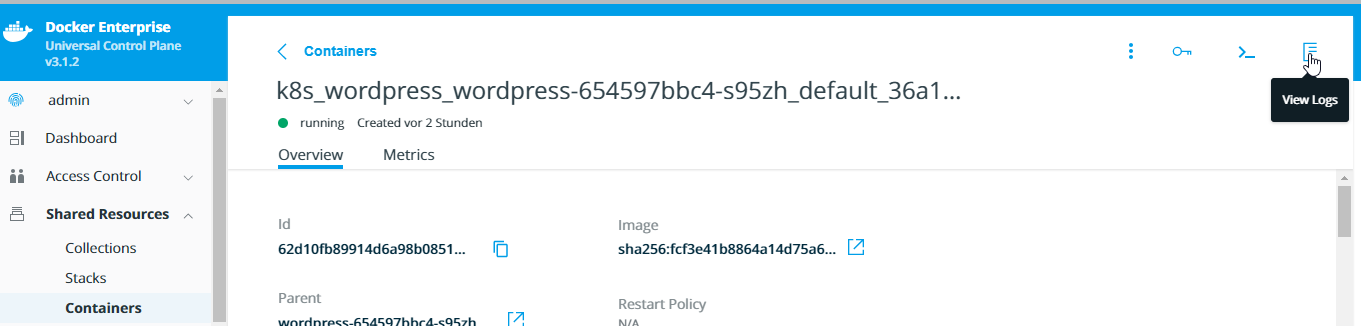 Docker Enterprise
Universal Control Plane
v3.1.2
admin
Dashboard
Access Control
Shared Resources
Collections
Stacks
Containers
Containers
View Logs
k8s_wordpress_wordpress-654597bbc4-s95zh_default_36a1...
running Created vor 2 Stunden
Overview Metrics
Id
62d10fb89914d6a98b0851...
Image
sha256:fcf3e41b8864a14d75a6...
Parent
wordpress-654597bbc4-s95zh
Restart Policy
N/A